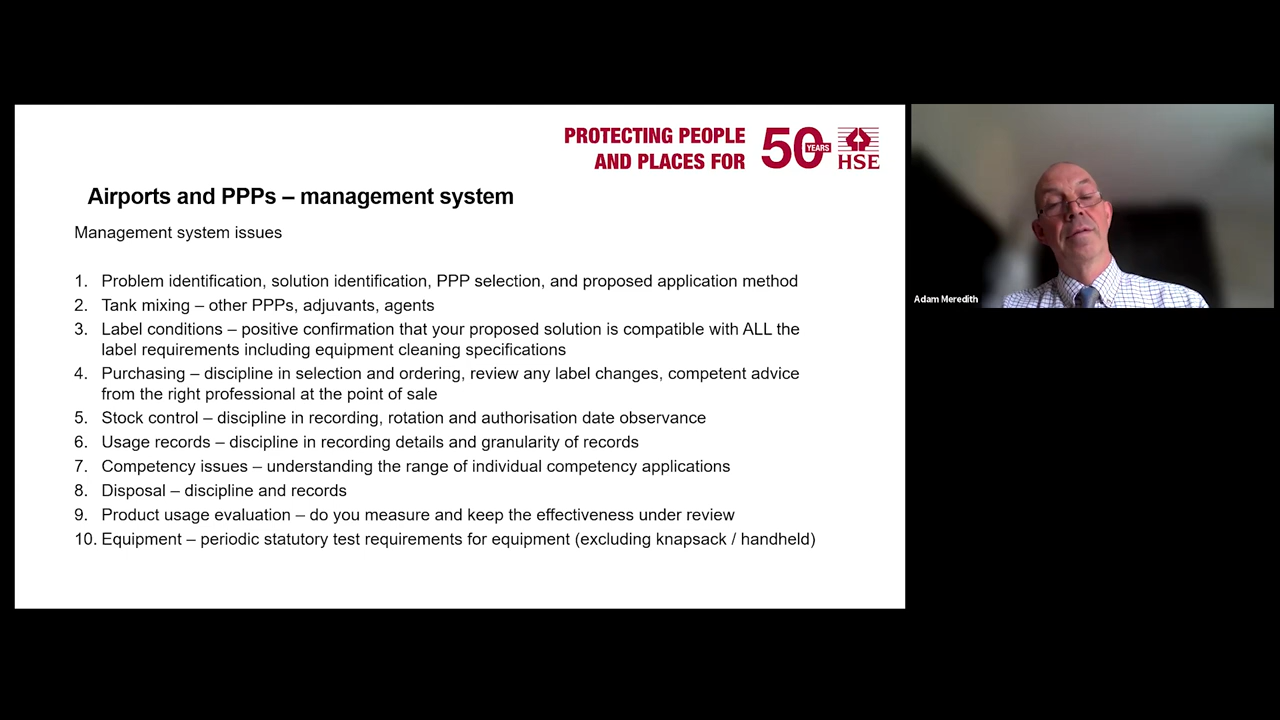 PROTECTING PEOPLE
AND PLACES FOR
50 YEARS
HSE
Airports and PPPs – management system
Management system issues
1. Problem identification, solution identification, PPP selection, and proposed application method
2. Tank mixing – other PPPs, adjuvants, agents
3. Label conditions – positive confirmation that your proposed solution is compatible with ALL the
label requirements including equipment cleaning specifications
4. Purchasing – discipline in selection and ordering, review any label changes, competent advice
from the right professional at the point of sale
5. Stock control – discipline in recording, rotation and authorisation date observance
6. Usage records – discipline in recording details and granularity of records
7. Competency issues – understanding the range of individual competency applications
8. Disposal – discipline and records
9. Product usage evaluation – do you measure and keep the effectiveness under review
10. Equipment – periodic statutory test requirements for equipment (excluding knapsack / handheld)
Adam Meredith